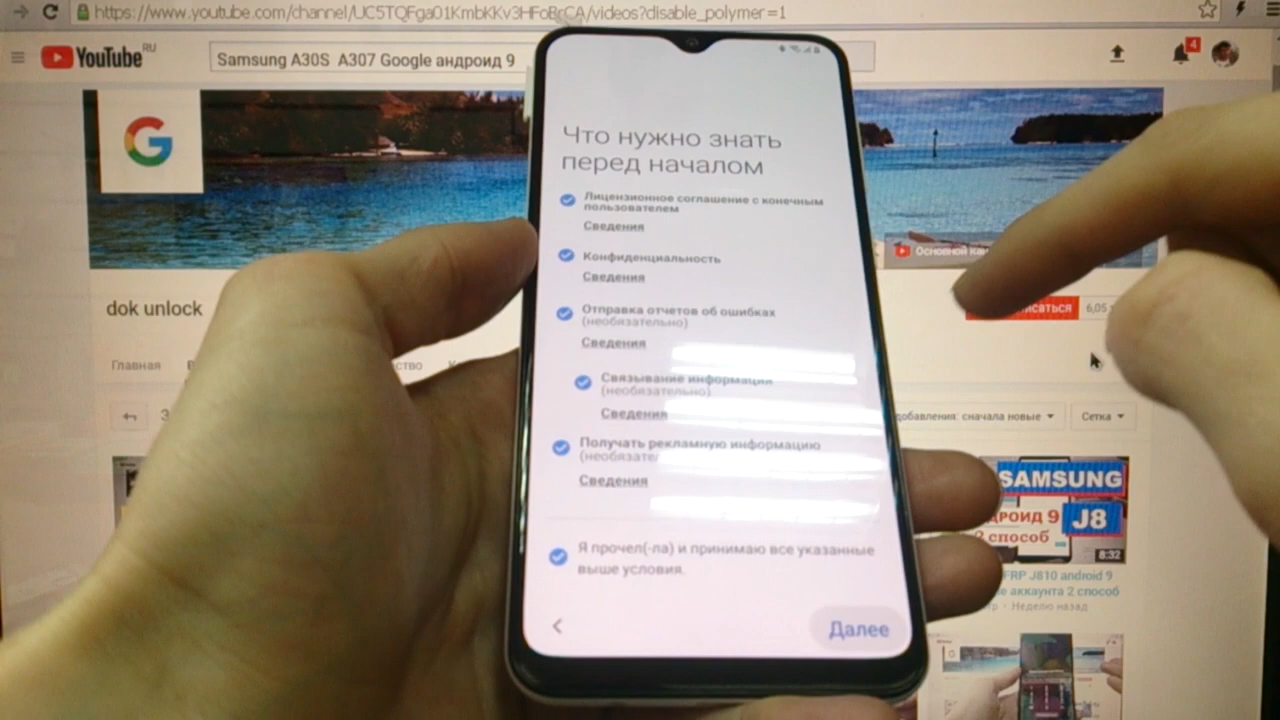 https://www.youtube.com/channel/UC5TQFga01KmbKKv3HFoBrCA/videos?disable_polymer=1
YouTube RU
Samsung A30S A307 Google андроид 9
4
Что нужно знать
перед началом
Лицензионное соглашение с конечным
пользователем
Сведения
Конфиденциальность
Сведения
Отправка отчетов об ошибках
(необязательно)
Сведения
Связывание информации
(необязательно)
Сведения
Получать рекламную информацию
Сведения
Я прочел(-ла) и принимаю все указанные
выше условия.
Далее
Основной
dok unlock
6,05
Главная
добавления: сначала новые
Сетка
SAMSUNG
9
J8
2 способ
8:32
FRP J810 android 9
аккаунта 2 способ
Неделю назад